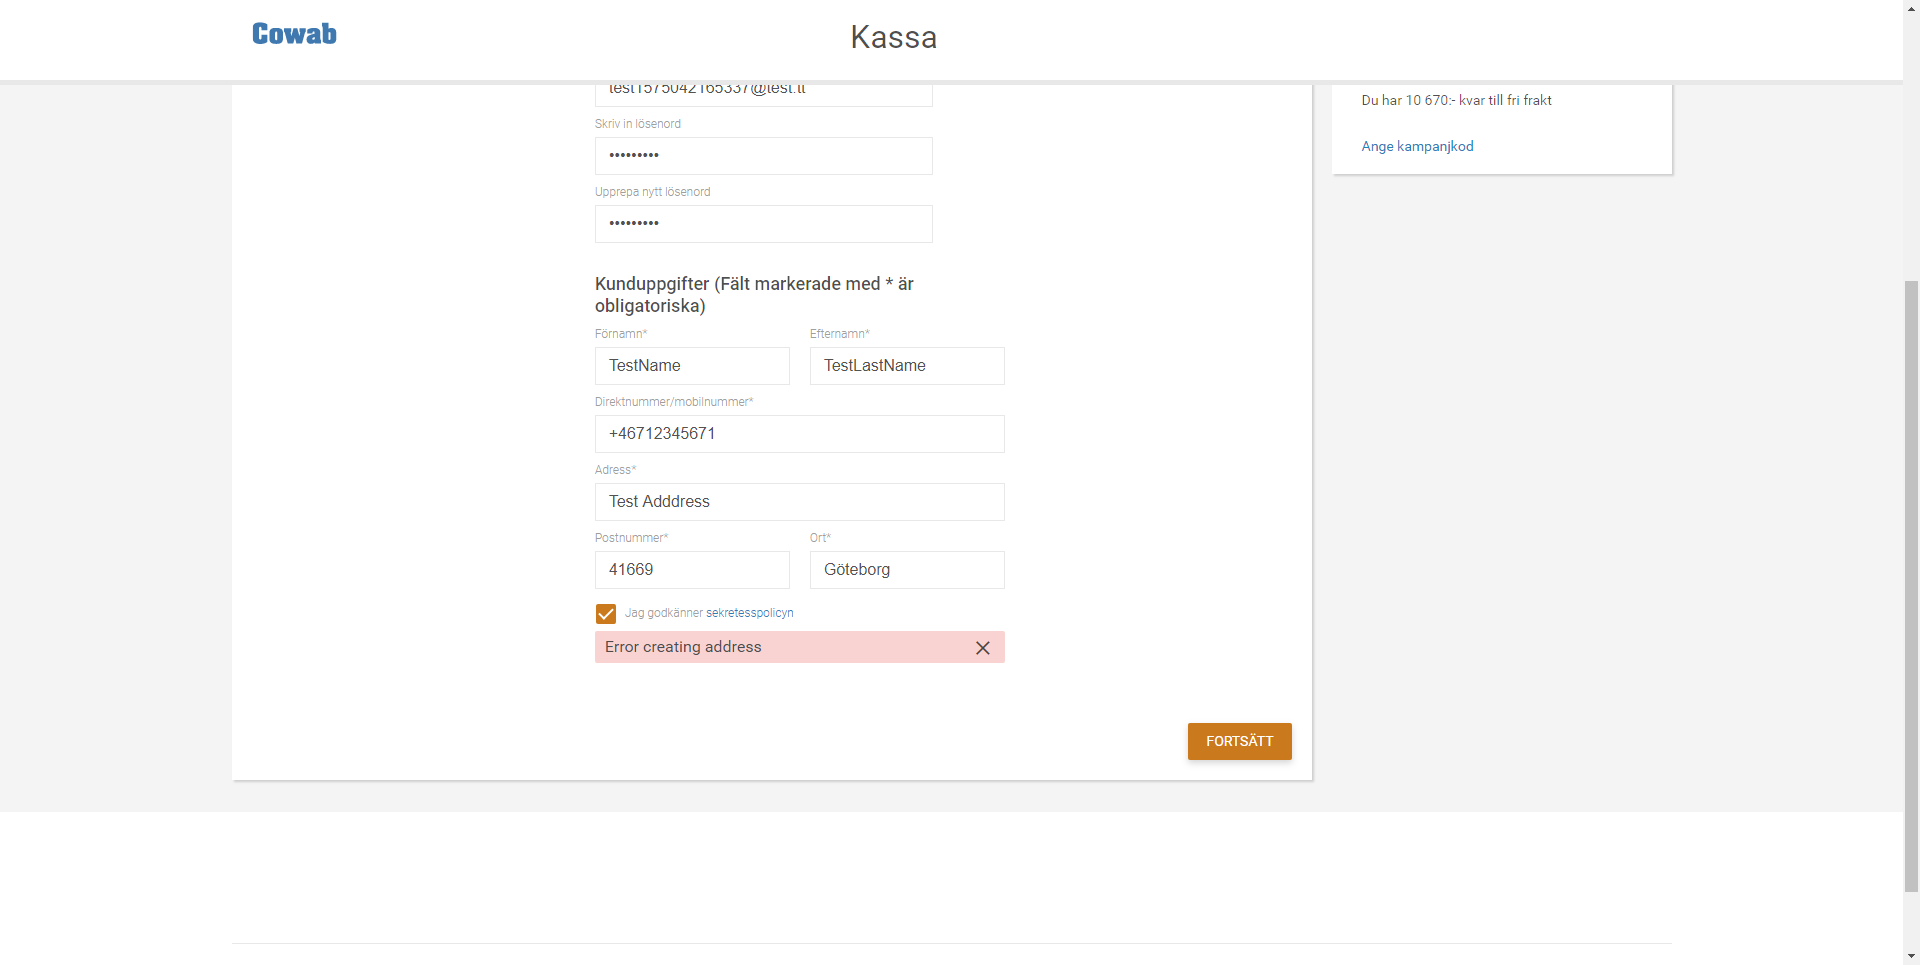 Cowab
Kassa
test1575042165337@test.tt
Du har 10 670:- kvar till fri frakt
Skriv in lösenord
•••••••••
Ange kampanjkod
Upprepa nytt lösenord
•••••••••
Kunduppgifter (Fält markerade med * är
obligatoriska)
Förnamn*
Efternamn*
TestName
TestLastName
Direktnummer/mobilnummer*
+46712345671
Adress*
Test Adddress
Postnummer*
Ort*
41669
Göteborg
Jag godkänner sekretesspolicyn
Error creating address
FORTSÄTT